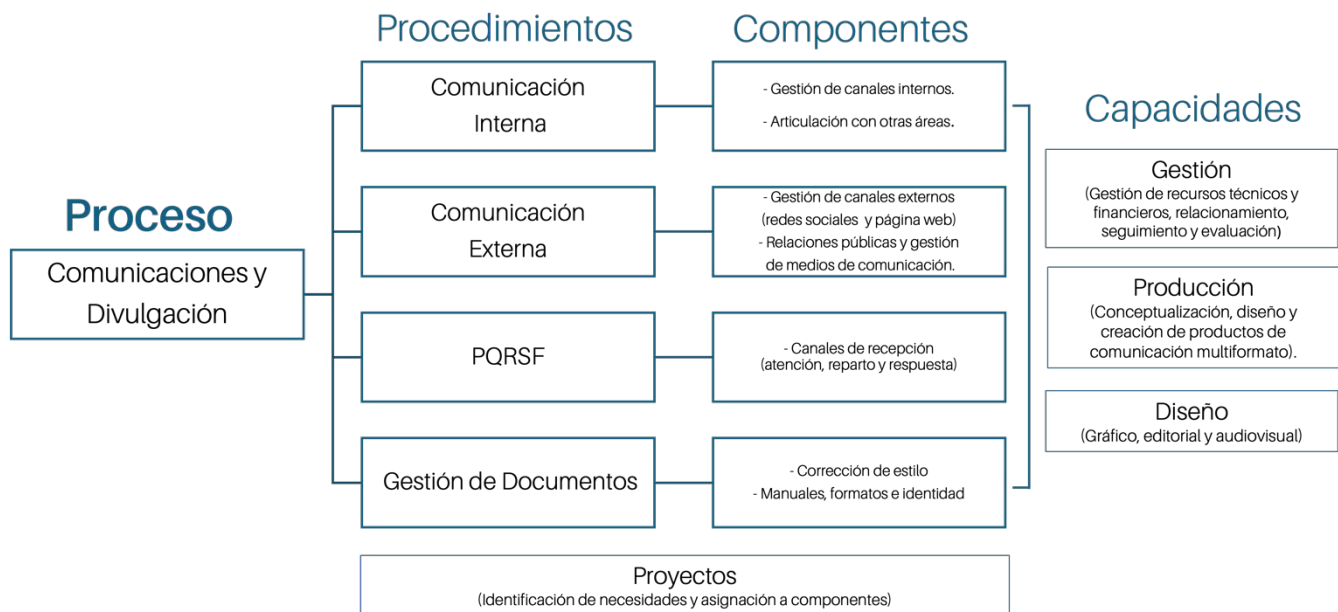 Procedimientos
Componentes
Capacidades
Proceso
Comunicaciones y
Divulgación
Comunicación
Interna
- Gestión de canales internos.
- Articulación con otras áreas.
Comunicación
Externa
- Gestión de canales externos
(redes sociales y página web)
- Relaciones públicas y gestión
de medios de comunicación.
PQRSF
- Canales de recepción
(atención, reparto y respuesta)
Gestión de Documentos
- Corrección de estilo
- Manuales, formatos e identidad
Gestión
(Gestión de recursos técnicos y
financieros, relacionamiento,
seguimiento y evaluación)
Producción
(Conceptualización, diseño y
creación de productos de
comunicación multiformato).
Diseño
(Gráfico, editorial y audiovisual)
Proyectos
(Identificación de necesidades y asignación a componentes)